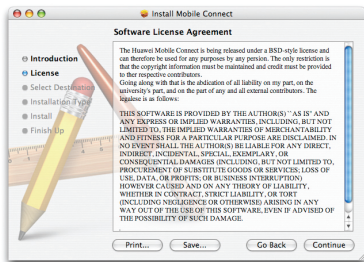 Install Mobile Connect
Software License Agreement
Introduction
License
Select Destination
Installation Type
Install
Finish Up
The Huawei Mobile Connect is being released under a BSD-style license and
can therefore be used for any purposes by any persion. The only restriction is
that the copyright information must be maintained and credit must be provided
to ther respective contributors.
Going along with that is the abdication of all liability on my part, on the
university's part, and on the part of any and all external contributors. The
legalese is as follows:
THIS SOFTWARE IS PROVIDED BY THE AUTHOR(S) ``AS IS'' AND
ANY EXPRESS OR IMPLIED WARRANTIES, INCLUDING, BUT NOT
LIMITED TO, THE IMPLIED WARRANTIES OF MERCHANTABILITY
AND FITNESS FOR A PARTICULAR PURPOSE ARE DISCLAIMED. IN
NO EVENT SHALL THE AUTHOR(S) BE LIABLE FOR ANY DIRECT,
INDIRECT, INCIDENTAL, SPECIAL, EXEMPLARY, OR
CONSEQUENTIAL DAMAGES (INCLUDING, BUT NOT LIMITED TO,
PROCUREMENT OF SUBSTITUTE GOODS OR SERVICES; LOSS OF
USE, DATA, OR PROFITS; OR BUSINESS INTERRUPTION)
HOWEVER CAUSED AND ON ANY THEORY OF LIABILITY,
WHETHER IN CONTRACT, STRICT LIABILITY, OR TORT
(INCLUDING NEGLIGENCE OR OTHERWISE) ARISING IN ANY
WAY OUT OF THE USE OF THIS SOFTWARE, EVEN IF ADVISED OF
THE POSSIBILITY OF SUCH DAMAGE.
Print...
Save...
Go Back
Continue